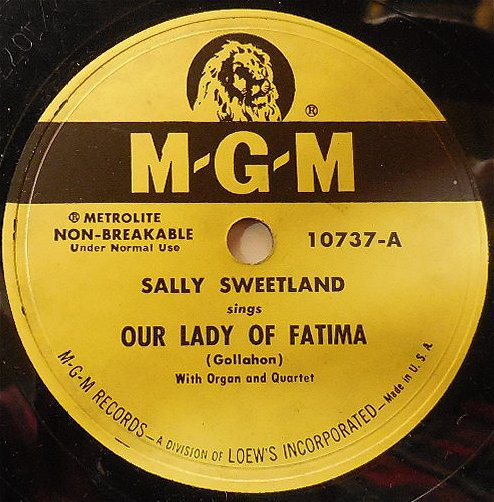 ®
M-G-M
® METROLITE
NON-BREAKABLE
Under Normal Use
10737-A
SALLY SWEETLAND
sings
OUR LADY OF FATIMA
(Gollahon)
With Organ and Quartet
M-G-M RECORDS—A DIVISION OF LOEW'S INCORPORATED—Made in U.S.A.